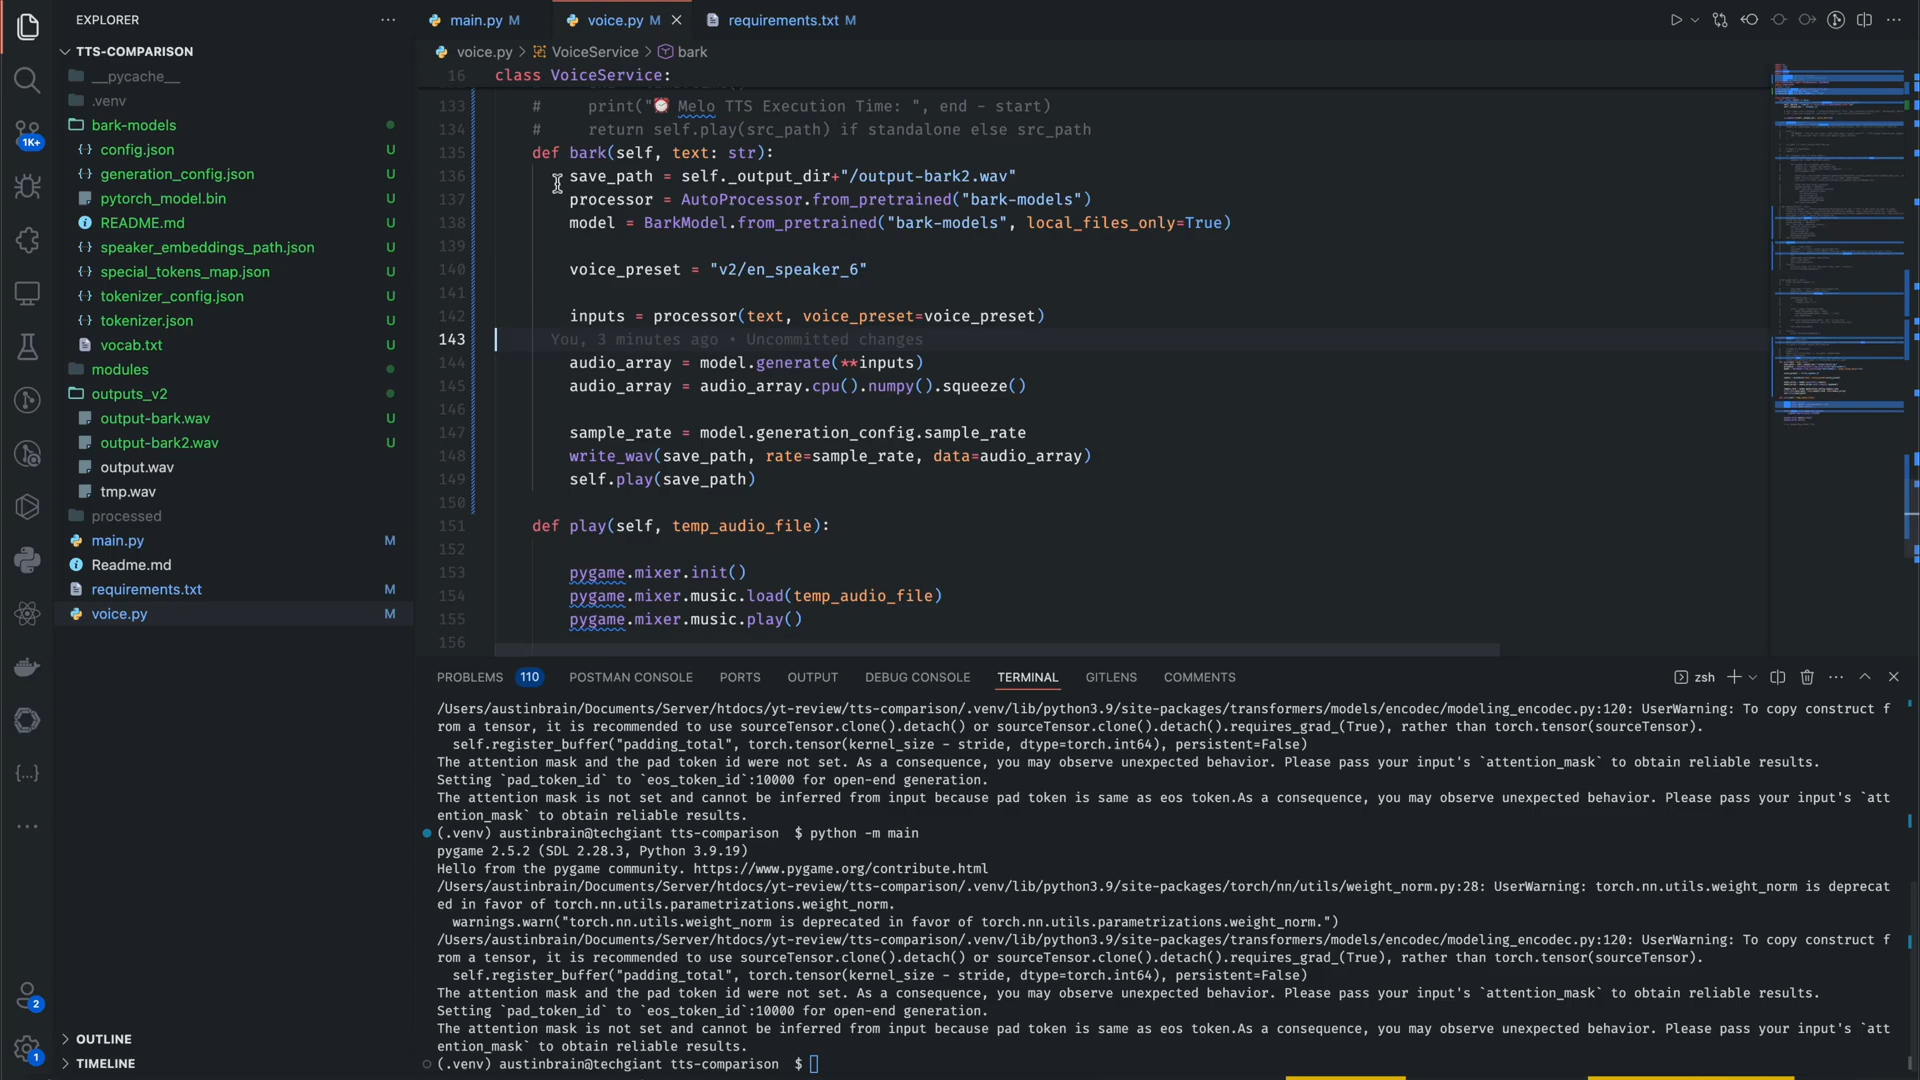 EXPLORER
TTS-COMPARISON
__pycache__
.venv
bark-models
config.json U
generation_config.json U
pytorch_model.bin U
README.md U
speaker_embeddings_path.json U
special_tokens_map.json U
tokenizer_config.json U
tokenizer.json U
vocab.txt U
modules
outputs_v2
output-bark.wav U
output-bark2.wav U
output.wav
tmp.wav
processed
main.py M
Readme.md
requirements.txt M
voice.py M
OUTLINE
TIMELINE
1K+
2
1
main.py M
voice.py M
requirements.txt M
voice.py > VoiceService > bark
16 class VoiceService:
133 # print("⏰ Melo TTS Execution Time: ", end - start)
134 # return self.play(src_path) if standalone else src_path
135 def bark(self, text: str):
136 save_path = self._output_dir+"/output-bark2.wav"
137 processor = AutoProcessor.from_pretrained("bark-models")
138 model = BarkModel.from_pretrained("bark-models", local_files_only=True)
139
140 voice_preset = "v2/en_speaker_6"
141
142 inputs = processor(text, voice_preset=voice_preset)
143 You, 3 minutes ago • Uncommitted changes
144 audio_array = model.generate(**inputs)
145 audio_array = audio_array.cpu().numpy().squeeze()
146
147 sample_rate = model.generation_config.sample_rate
148 write_wav(save_path, rate=sample_rate, data=audio_array)
149 self.play(save_path)
150
151 def play(self, temp_audio_file):
152
153 pygame.mixer.init()
154 pygame.mixer.music.load(temp_audio_file)
155 pygame.mixer.music.play()
156
PROBLEMS 110 POSTMAN CONSOLE PORTS OUTPUT DEBUG CONSOLE TERMINAL GITLENS COMMENTS zsh
/Users/austinbrain/Documents/Server/htdocs/yt-review/tts-comparison/.venv/lib/python3.9/site-packages/transformers/models/encodec/modeling_encodec.py:120: UserWarning: To copy construct f
rom a tensor, it is recommended to use sourceTensor.clone().detach() or sourceTensor.clone().detach().requires_grad_(True), rather than torch.tensor(sourceTensor).
self.register_buffer("padding_total", torch.tensor(kernel_size - stride, dtype=torch.int64), persistent=False)
The attention mask and the pad token id were not set. As a consequence, you may observe unexpected behavior. Please pass your input's `attention_mask` to obtain reliable results.
Setting `pad_token_id` to `eos_token_id`:10000 for open-end generation.
The attention mask is not set and cannot be inferred from input because pad token is same as eos token.As a consequence, you may observe unexpected behavior. Please pass your input's `att
ention_mask` to obtain reliable results.
(.venv) austinbrain@techgiant tts-comparison $ python -m main
pygame 2.5.2 (SDL 2.28.3, Python 3.9.19)
Hello from the pygame community. https://www.pygame.org/contribute.html
/Users/austinbrain/Documents/Server/htdocs/yt-review/tts-comparison/.venv/lib/python3.9/site-packages/torch/nn/utils/weight_norm.py:28: UserWarning: torch.nn.utils.weight_norm is deprecat
ed in favor of torch.nn.utils.parametrizations.weight_norm.
warnings.warn("torch.nn.utils.weight_norm is deprecated in favor of torch.nn.utils.parametrizations.weight_norm.")
/Users/austinbrain/Documents/Server/htdocs/yt-review/tts-comparison/.venv/lib/python3.9/site-packages/transformers/models/encodec/modeling_encodec.py:120: UserWarning: To copy construct f
rom a tensor, it is recommended to use sourceTensor.clone().detach() or sourceTensor.clone().detach().requires_grad_(True), rather than torch.tensor(sourceTensor).
self.register_buffer("padding_total", torch.tensor(kernel_size - stride, dtype=torch.int64), persistent=False)
The attention mask and the pad token id were not set. As a consequence, you may observe unexpected behavior. Please pass your input's `attention_mask` to obtain reliable results.
Setting `pad_token_id` to `eos_token_id`:10000 for open-end generation.
The attention mask is not set and cannot be inferred from input because pad token is same as eos token.As a consequence, you may observe unexpected behavior. Please pass your input's `att
ention_mask` to obtain reliable results.
(.venv) austinbrain@techgiant tts-comparison $